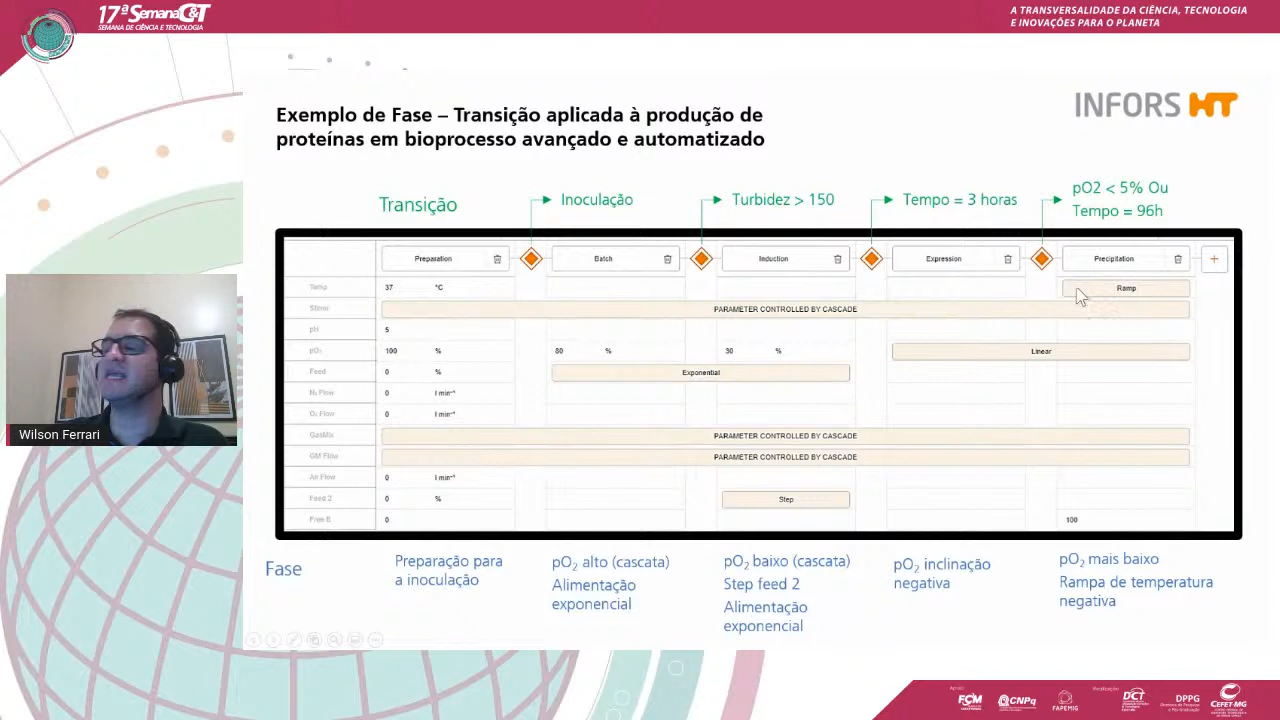 17ª SemanaC&T
SEMANA DE CIÊNCIA E TECNOLOGIA
A TRANSVERSALIDADE DA CIÊNCIA, TECNOLOGIA
E INOVAÇÕES PARA O PLANETA
INFORS HT
Exemplo de Fase – Transição aplicada à produção de
proteínas em bioprocesso avançado e automatizado
Transição
Inoculação
Turbidez > 150
Tempo = 3 horas
pO2 < 5% Ou
Tempo = 96h
Preparation Batch Induction Expression Precipitation +
Temp 37 °C Ramp
Stirrer PARAMETER CONTROLLED BY CASCADE
pH 5
pO₂ 100 % 80 % 30 % Linear
Feed 0 % Exponential
N₂ Flow 0 l min⁻¹
O₂ Flow 0 l min⁻¹
GasMix PARAMETER CONTROLLED BY CASCADE
GM Flow PARAMETER CONTROLLED BY CASCADE
Air Flow 0 l min⁻¹
Feed 2 0 % Step
Free B 0 100
Wilson Ferrari
Fase
Preparação para
a inoculação
pO₂ alto (cascata)
Alimentação
exponencial
pO₂ baixo (cascata)
Step feed 2
Alimentação
exponencial
pO₂ inclinação
negativa
pO₂ mais baixo
Rampa de temperatura
negativa
Apoio
FCM
CNPq
FAPEMIG
Realização
DCT
DPPG
CEFET-MG